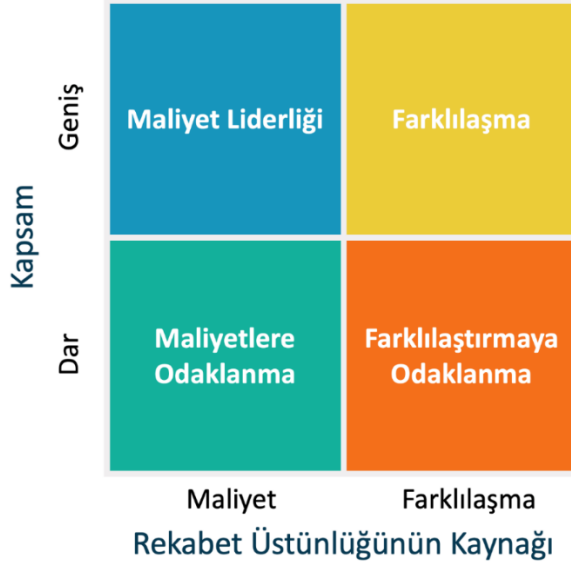 Kapsam
Geniş
Maliyet Liderliği
Farklılaşma
Dar
Maliyetlere
Odaklanma
Farklılaştırmaya
Odaklanma
Maliyet
Farklılaşma
Rekabet Üstünlüğünün Kaynağı